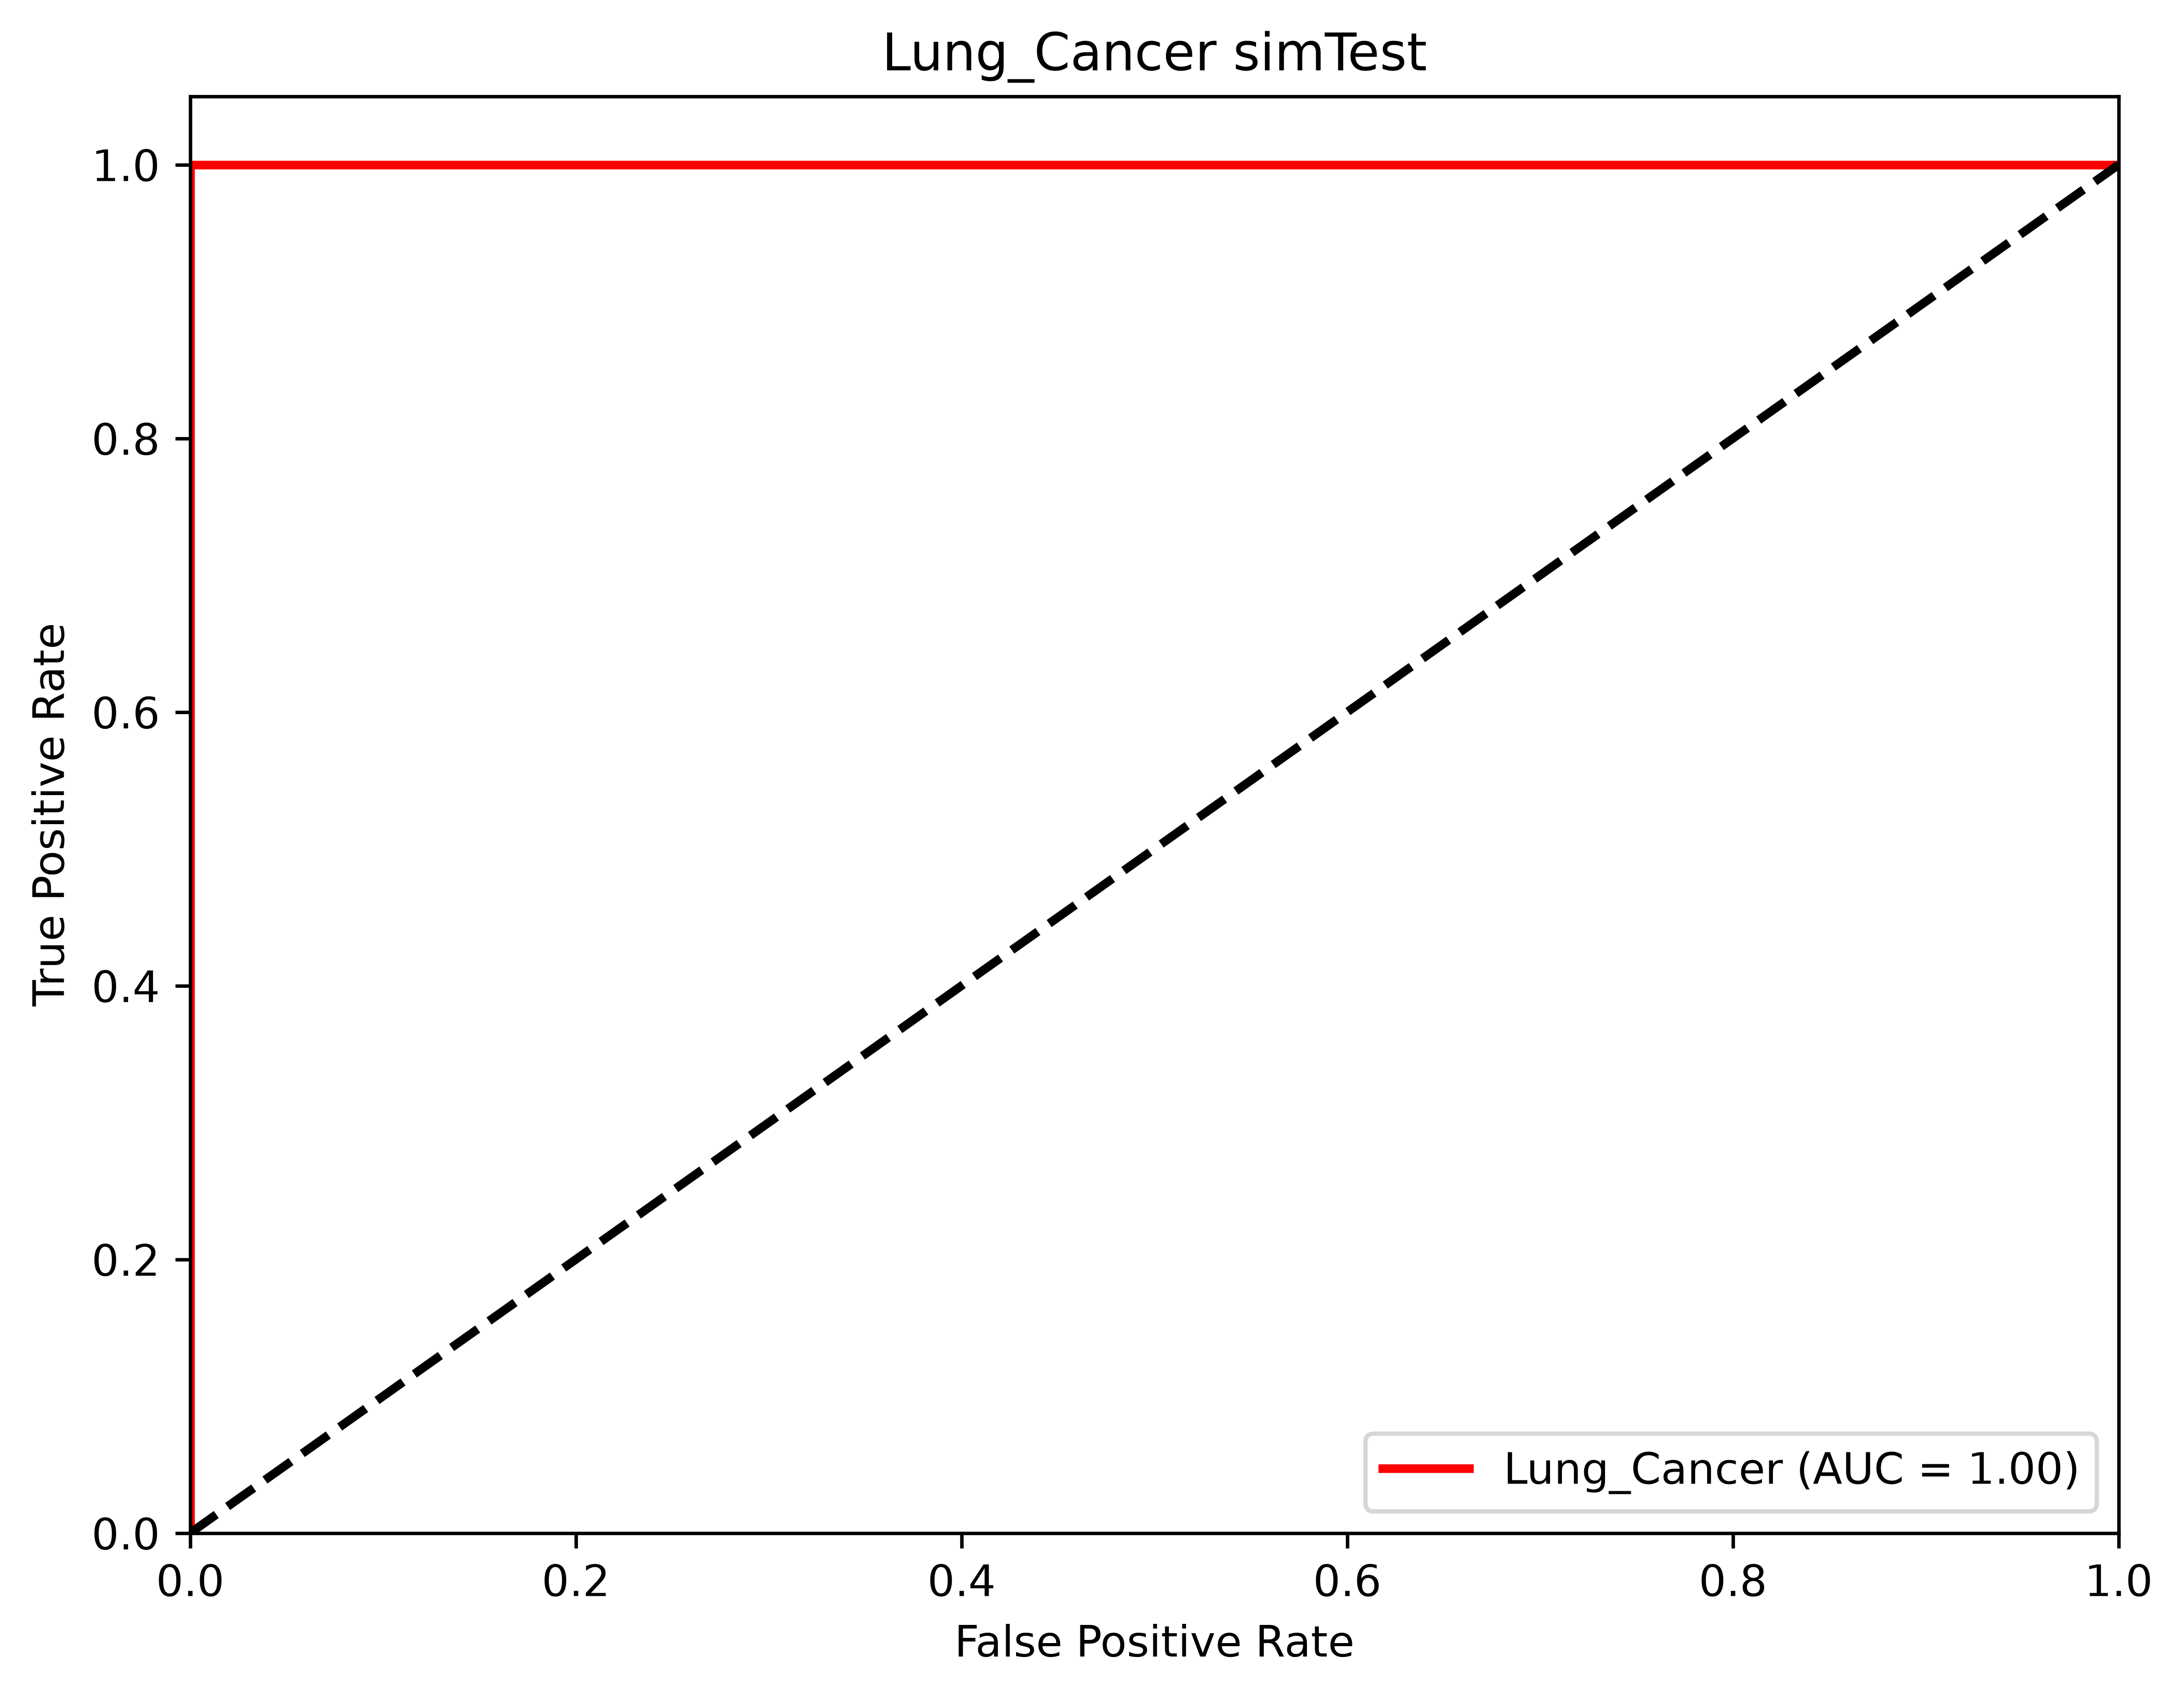 Lung_Cancer simTest
1.0
0.8
0.6
0.4
0.2
0.0
True Positive Rate
0.0 0.2 0.4 0.6 0.8 1.0
False Positive Rate
Lung_Cancer (AUC = 1.00)